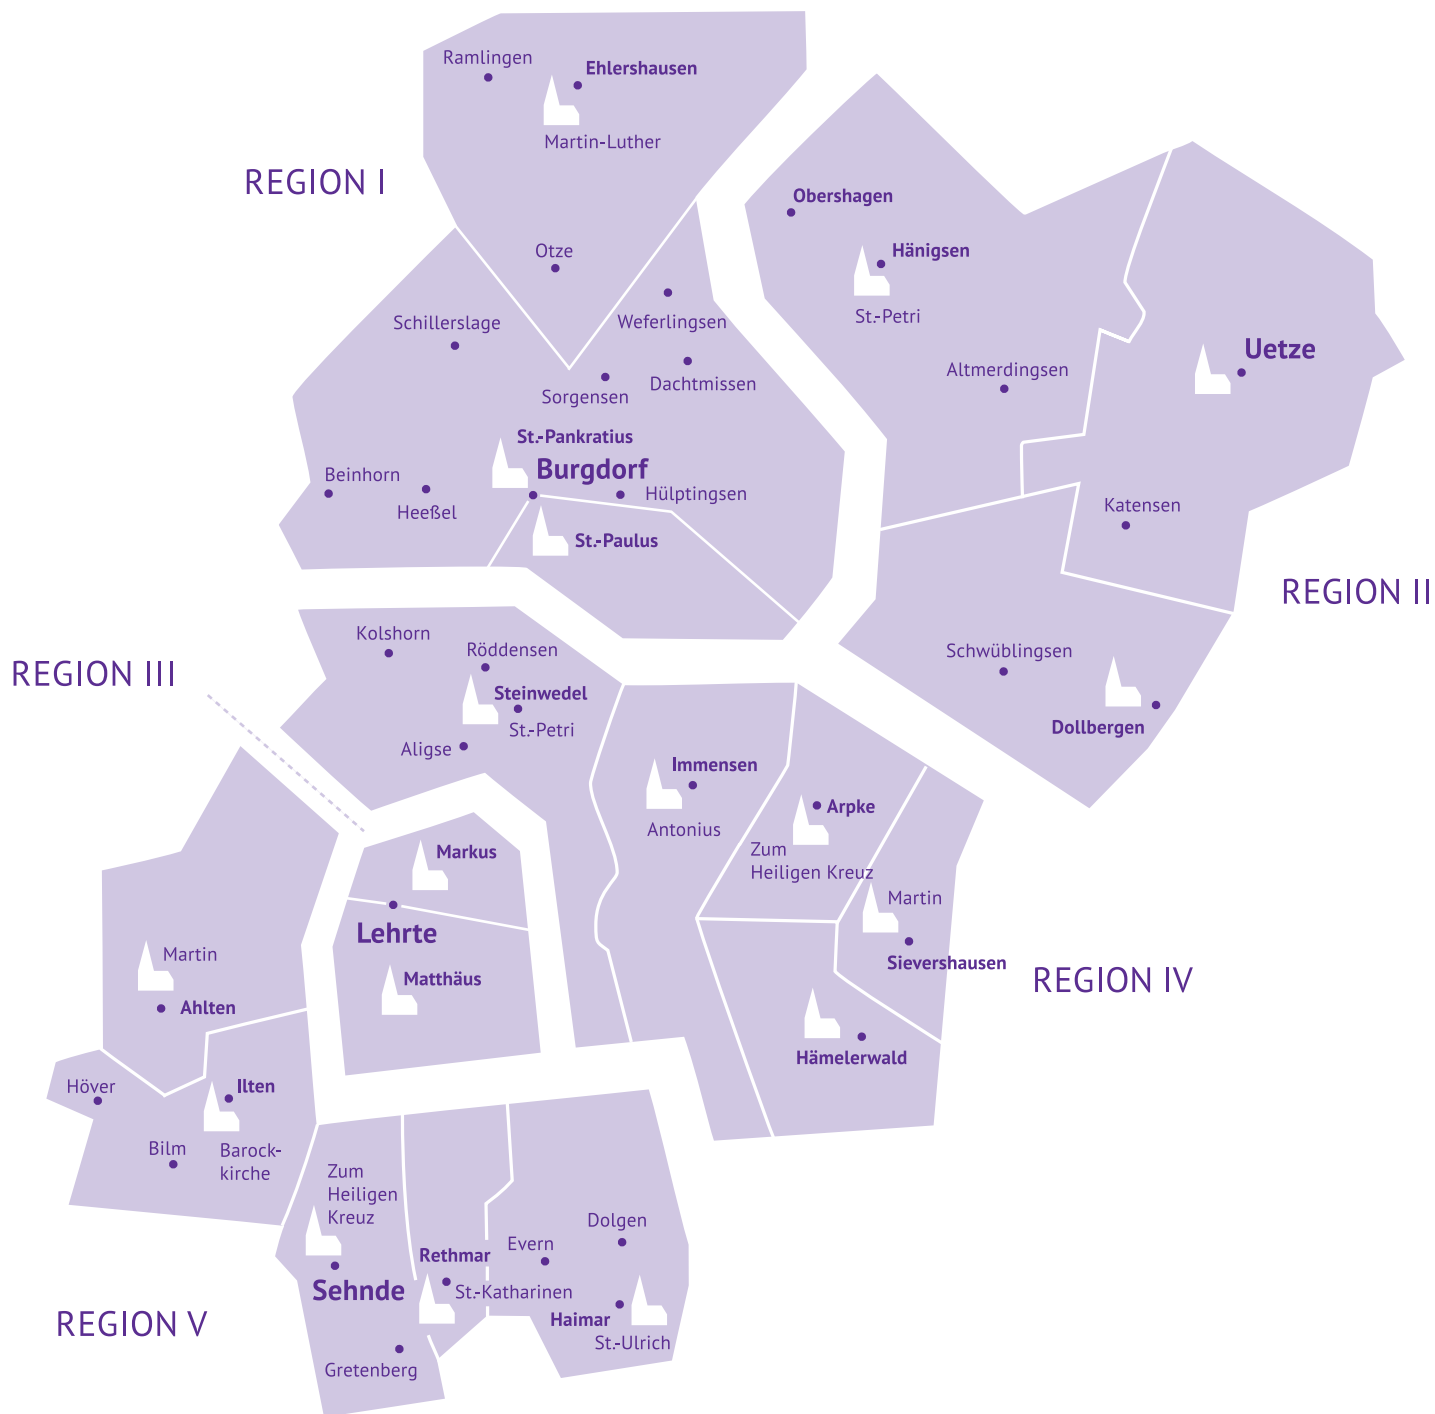 Ramlingen
Ehlershausen
Martin-Luther
REGION I
Otze
Obershagen
Hänigsen
St.-Petri
Weferlingsen
Schillerslage
Uetze
Altmerdingsen
Dachtmissen
Sorgensen
St.-Pankratius
Burgdorf
Beinhorn
Heeßel
Hülptingsen
Katensen
St.-Paulus
REGION II
Kolshorn
Röddensen
Schwüblingsen
REGION III
Steinwedel
St.-Petri
Dollbergen
Aligse
Immensen
Antonius
Arpke
Zum
Heiligen Kreuz
Markus
Martin
Lehrte
Sievershausen
REGION IV
Matthäus
Martin
Ahlten
Hämelerwald
Höver
Ilten
Bilm
Barock-
kirche
Zum
Heiligen
Kreuz
Dolgen
Evern
Rethmar
St.-Katharinen
Sehnde
Haimar
St.-Ulrich
REGION V
Gretenberg